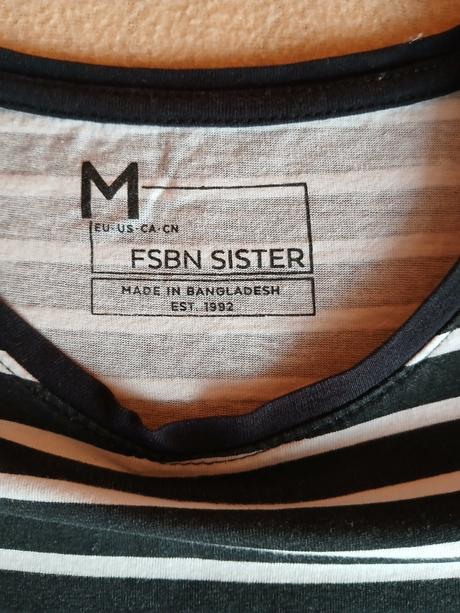 M
EU·US·CA·CN
FSBN SISTER
MADE IN BANGLADESH
EST. 1992